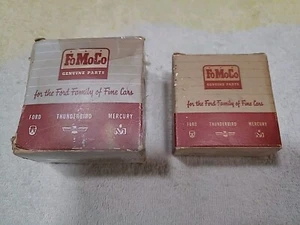 FoMoCo
GENUINE PARTS
for the Ford Family of Fine Cars
FORD THUNDERBIRD MERCURY
FoMoCo
GENUINE PARTS
for the Ford Family of Fine Cars
FORD THUNDERBIRD MERCURY